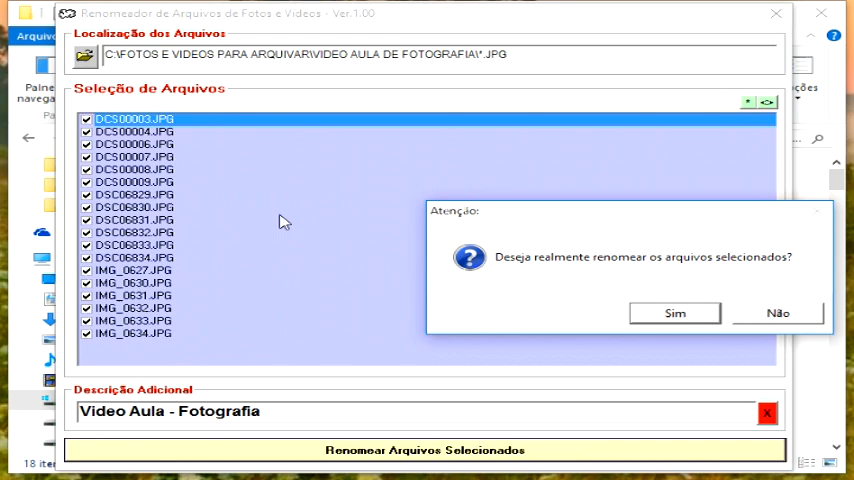 Renomeador de Arquivos de Fotos e Videos - Ver.1.00
Arquivo
Localização dos Arquivos
C:\FOTOS E VIDEOS PARA ARQUIVAR\VIDEO AULA DE FOTOGRAFIA\*.JPG
Seleção de Arquivos
* <>
DCS00003.JPG
DCS00004.JPG
DCS00006.JPG
DCS00007.JPG
DCS00008.JPG
DCS00009.JPG
DSC06829.JPG
DSC06830.JPG
DSC06831.JPG
DSC06832.JPG
DSC06833.JPG
DSC06834.JPG
IMG_0627.JPG
IMG_0630.JPG
IMG_0631.JPG
IMG_0632.JPG
IMG_0633.JPG
IMG_0634.JPG
Atenção:
Deseja realmente renomear os arquivos selecionados?
Sim
Não
Descrição Adicional
Video Aula - Fotografia
X
Renomear Arquivos Selecionados
18 ite